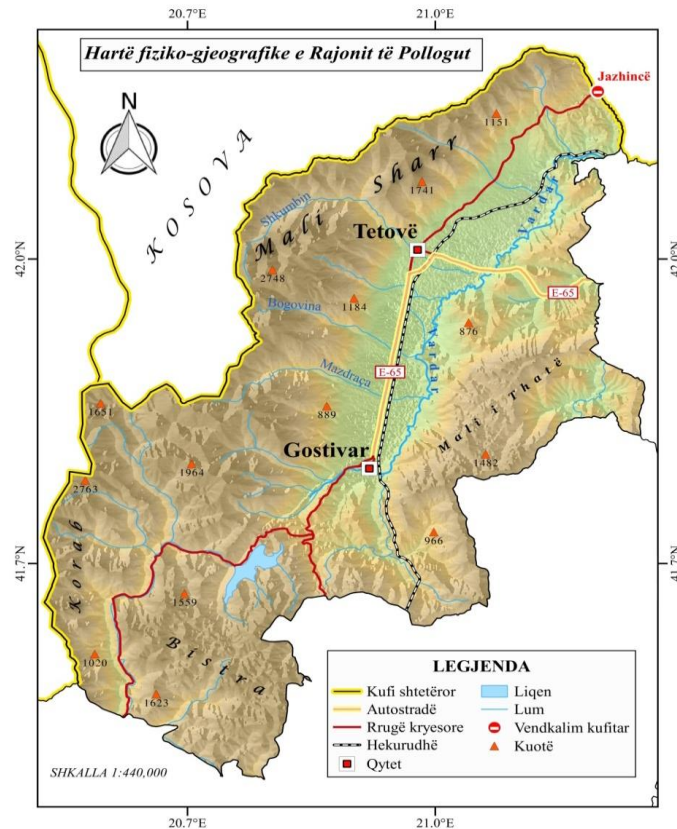 20.7°E
21.0°E
Hartë fiziko-gjeografike e Rajonit të Pollogut
Jazhincë
N
1151
KOSOVA
Mali Sharr
1741
Vardar
Shkumbin
Tetovë
42.0°N
42.0°N
2748
1184
E-65
Bogovina
876
Vardar
Mazdraça
E-65
1651
889
Mali i Thatë
Gostivar
1482
1964
2763
966
41.7°N
41.7°N
Korab
1559
Bistra
1020
1623
LEGJENDA
Kufi shtetëror
Autostradë
Rrugë kryesore
Hekurudhë
Qytet
Liqen
Lum
Vendkalim kufitar
Kuotë
SHKALLA 1:440,000
20.7°E
21.0°E